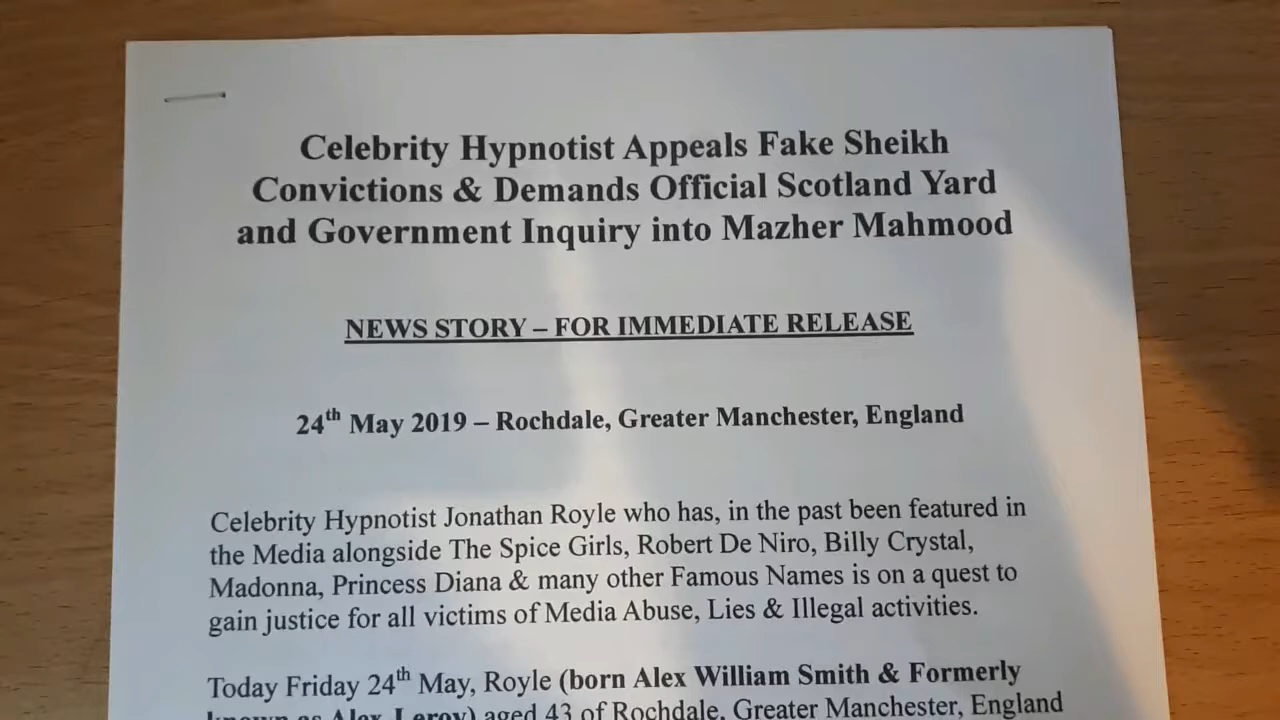 Celebrity Hypnotist Appeals Fake Sheikh
Convictions & Demands Official Scotland Yard
and Government Inquiry into Mazher Mahmood
NEWS STORY – FOR IMMEDIATE RELEASE
24th May 2019 – Rochdale, Greater Manchester, England
Celebrity Hypnotist Jonathan Royle who has, in the past been featured in
the Media alongside The Spice Girls, Robert De Niro, Billy Crystal,
Madonna, Princess Diana & many other Famous Names is on a quest to
gain justice for all victims of Media Abuse, Lies & Illegal activities.
Today Friday 24th May, Royle (born Alex William Smith & Formerly
known as Alex Leroy) aged 43 of Rochdale, Greater Manchester, England